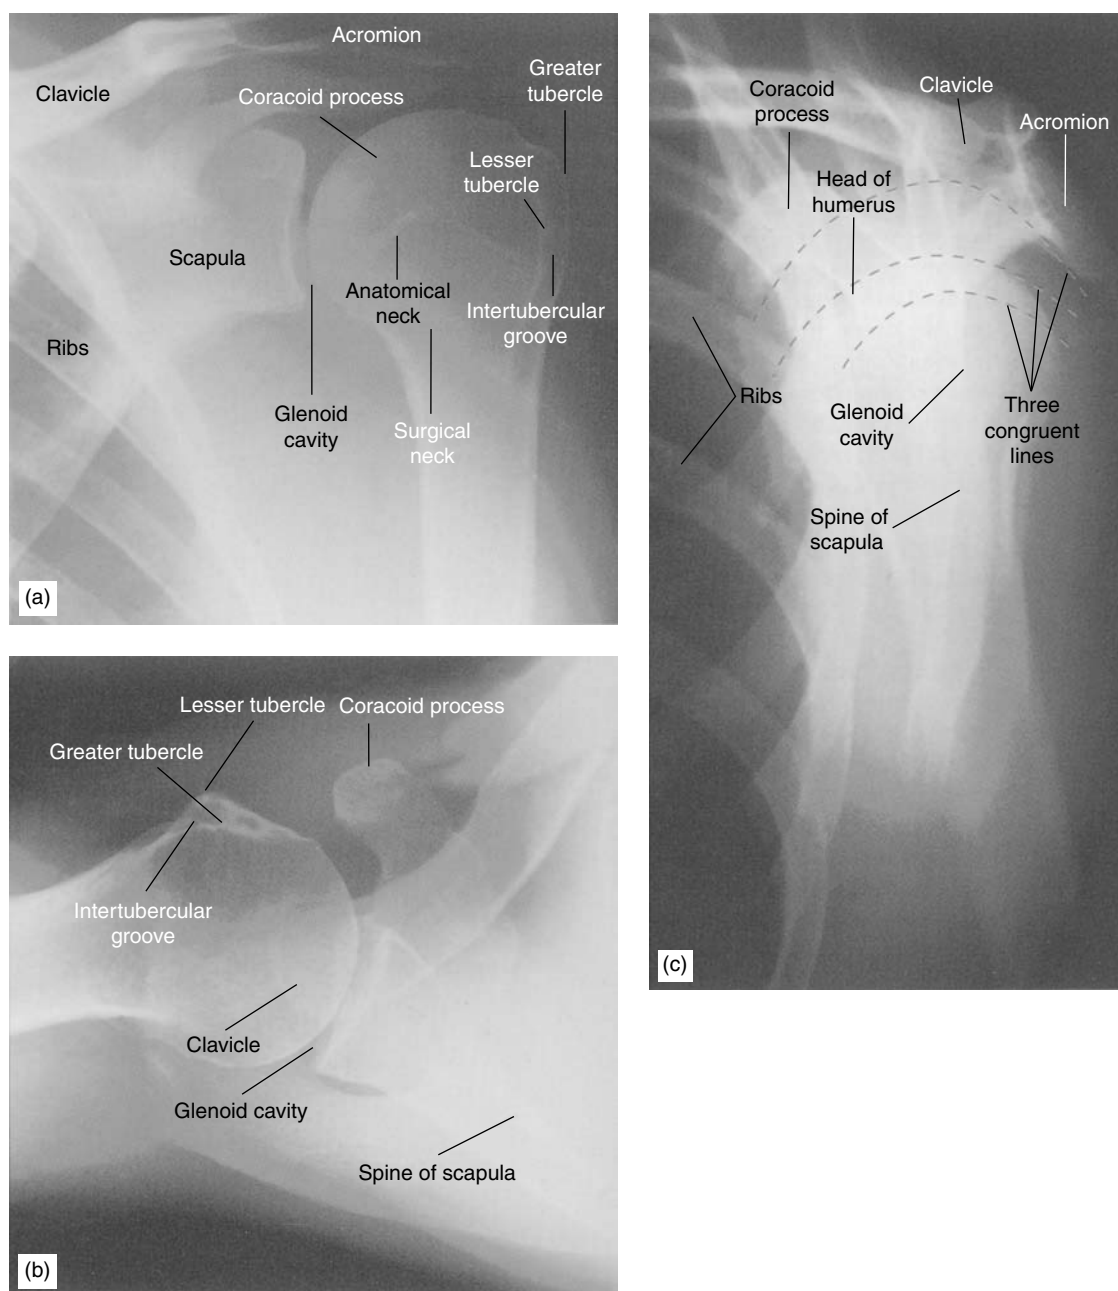 Acromion
Greater
tubercle
Clavicle
Coracoid process
Lesser
tubercle
Scapula
Anatomical
neck
Intertubercular
groove
Ribs
Glenoid
cavity
Surgical
neck
(a)
Lesser tubercle
Coracoid process
Greater tubercle
Intertubercular
groove
Clavicle
Glenoid cavity
Spine of scapula
(b)
Coracoid
process
Clavicle
Acromion
Head of
humerus
Ribs
Glenoid
cavity
Three
congruent
lines
Spine of
scapula
(c)